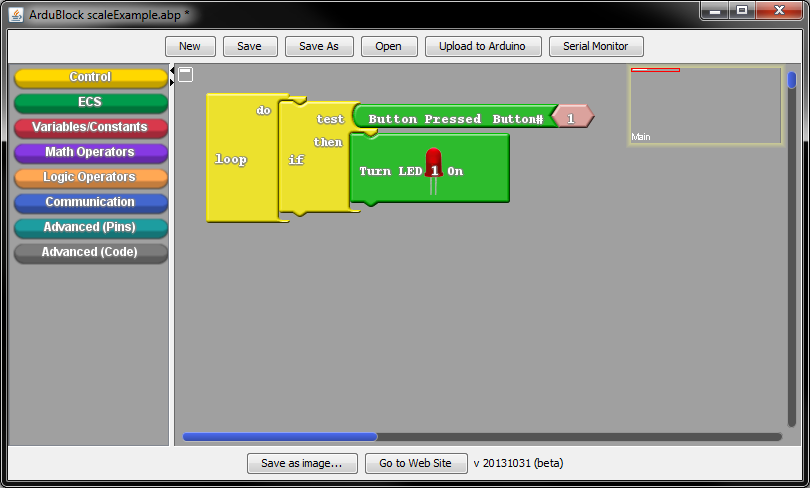 ArduBlock scaleExample.abp *
New Save Save As Open Upload to Arduino Serial Monitor
Control
ECS
Variables/Constants
Math Operators
Logic Operators
Communication
Advanced (Pins)
Advanced (Code)
do
loop
if
test
then
Button Pressed Button# 1
Turn LED 1 On
Main
Save as image... Go to Web Site v 20131031 (beta)